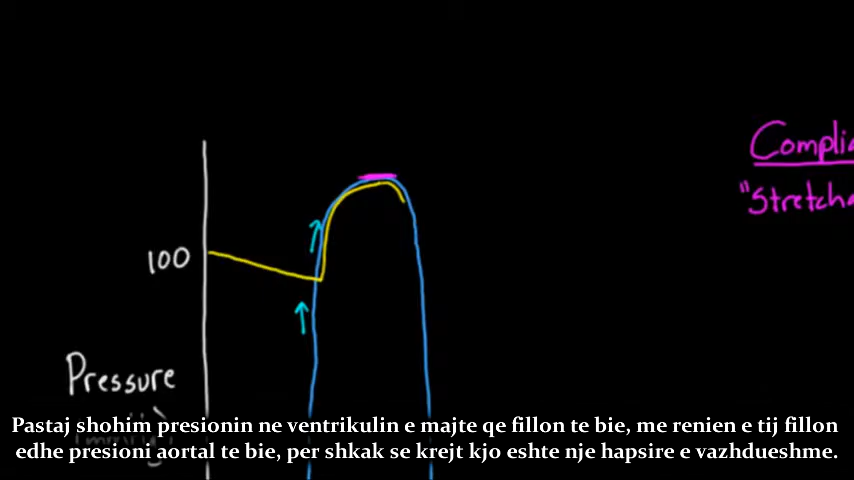 Complia
"Stretcha
100
Pressure
Pastaj shohim presionin ne ventrikulin e majte qe fillon te bie, me renien e tij fillon
edhe presioni aortal te bie, per shkak se krejt kjo eshte nje hapsire e vazhdueshme.